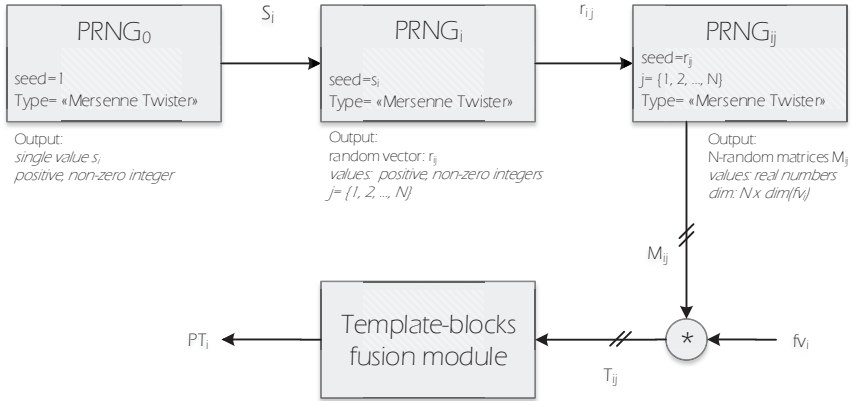 PRNG0
seed=1
Type= «Mersenne Twister»
Output:
single value si
positive, non-zero integer
Si
PRNGi
seed=si
Type= «Mersenne Twister»
Output:
random vector: rij
values: positive, non-zero integers
j= {1, 2, ..., N}
rij
PRNGij
seed=rij
j= {1, 2, ..., N}
Type= «Mersenne Twister»
Output:
N-random matrices Mij
values: real numbers
dim: N x dim(fvi)
Mij
PTi
Template-blocks
fusion module
Tij
*
fvi